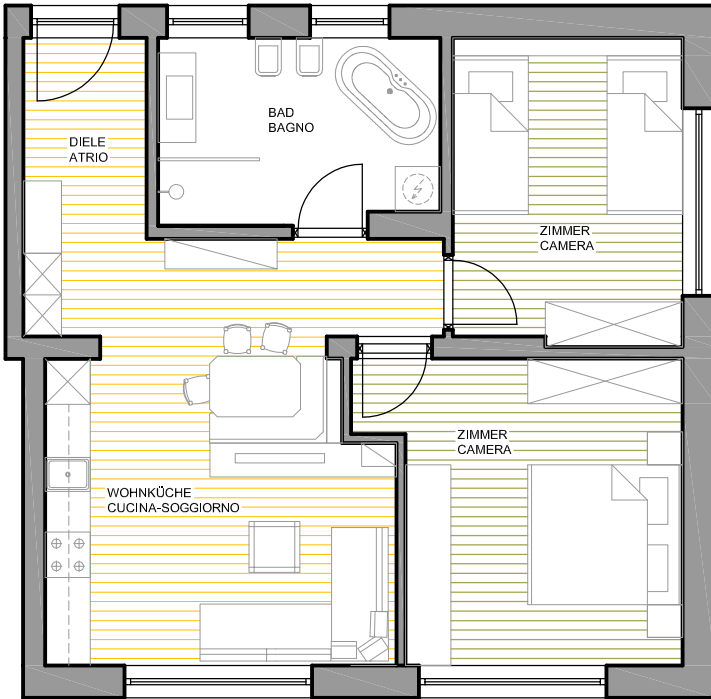 DIELE
ATRIO
BAD
BAGNO
ZIMMER
CAMERA
ZIMMER
CAMERA
WOHNKÜCHE
CUCINA-SOGGIORNO